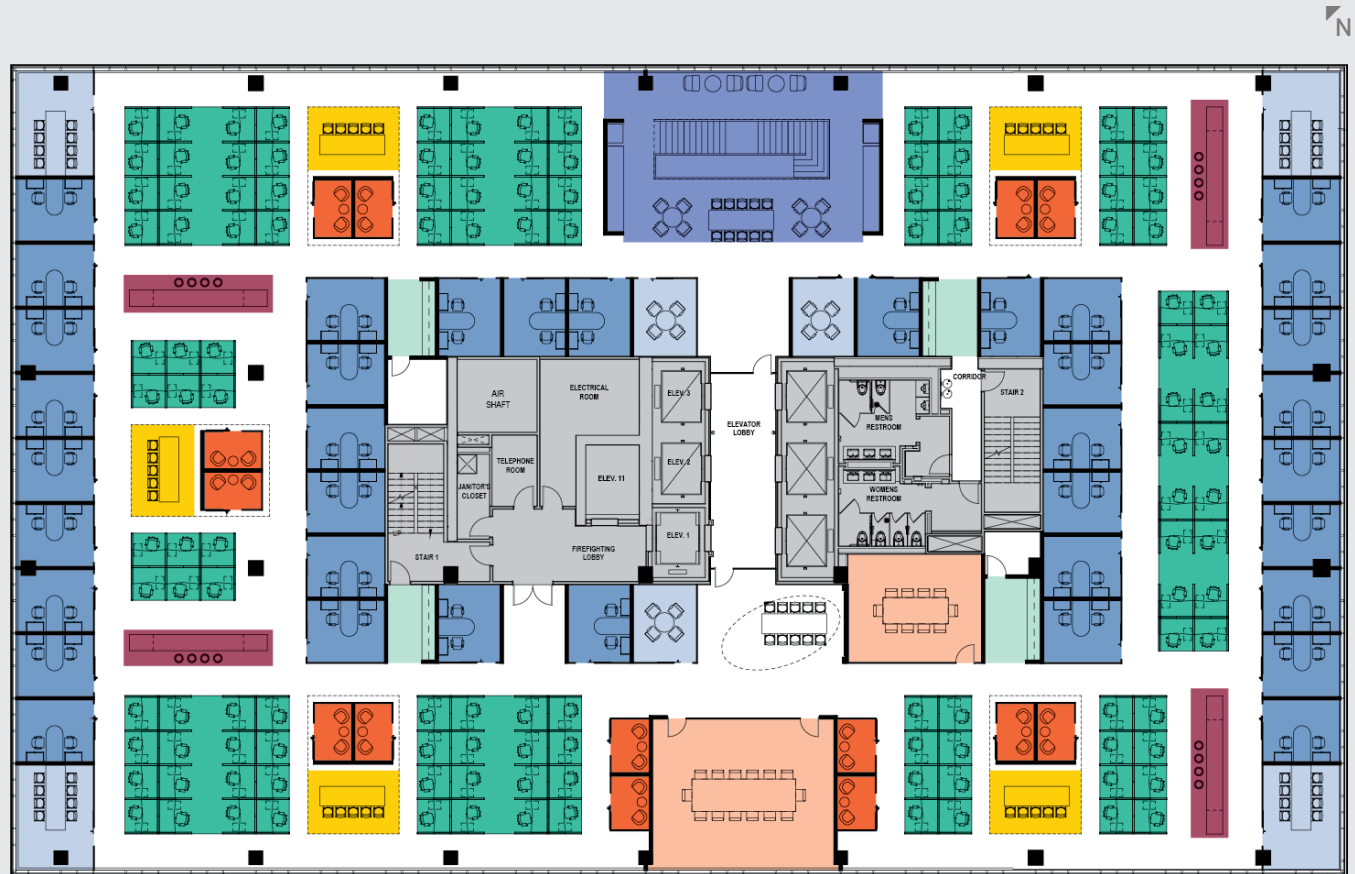 N
CORRIDOR
AIR
SHAFT
ELECTRICAL
ROOM
ELEV. 3
STAIR 2
MENS
RESTROOM
ELEVATOR
LOBBY
TELEPHONE
ROOM
ELEV. 2
ELEV. 11
JANITOR'S
CLOSET
WOMENS
RESTROOM
UP
ELEV. 1
FIREFIGHTING
LOBBY
STAIR 1